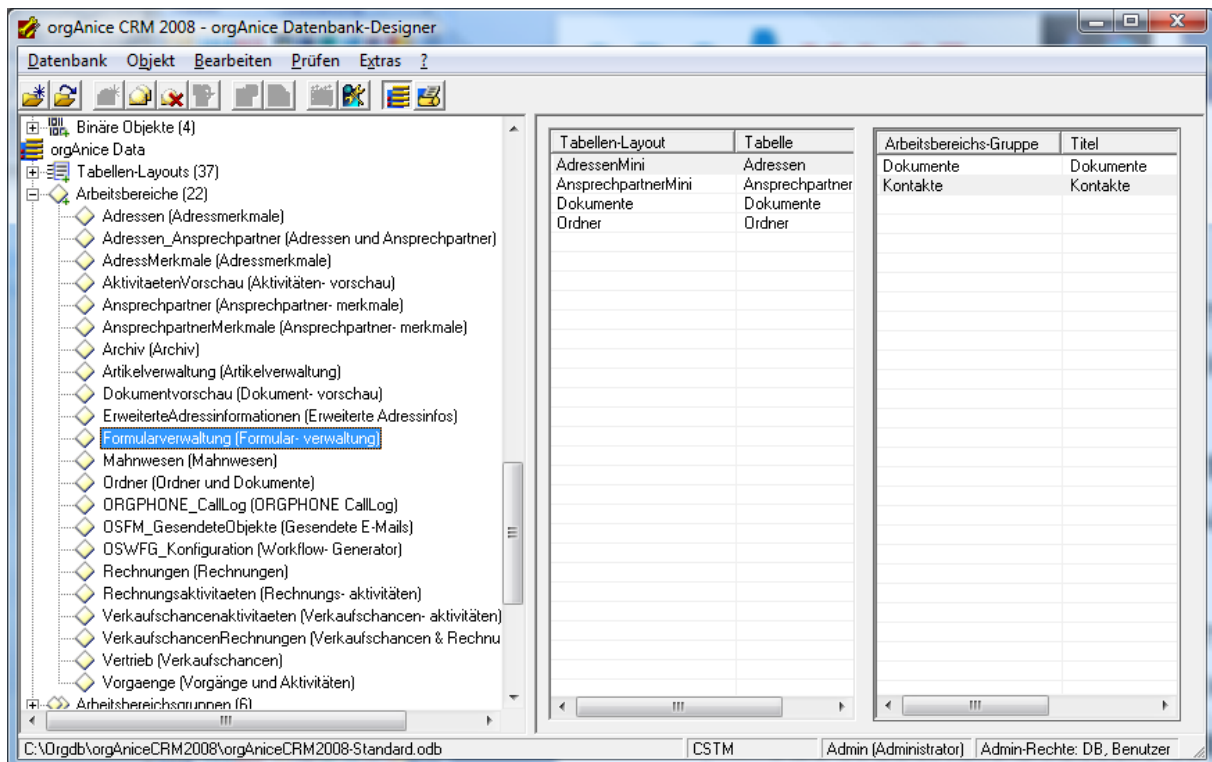 orgAnice CRM 2008 - orgAnice Datenbank-Designer
Datenbank Objekt Bearbeiten Prüfen Extras ?
Binäre Objekte (4)
orgAnice Data
Tabellen-Layouts (37)
Arbeitsbereiche (22)
Adressen (Adressmerkmale)
Adressen_Ansprechpartner (Adressen und Ansprechpartner)
AdressMerkmale (Adressmerkmale)
AktivitaetenVorschau (Aktivitäten- vorschau)
Ansprechpartner (Ansprechpartner- merkmale)
AnsprechpartnerMerkmale (Ansprechpartner- merkmale)
Archiv (Archiv)
Artikelverwaltung (Artikelverwaltung)
Dokumentvorschau (Dokument- vorschau)
ErweiterteAdressinformationen (Erweiterte Adressinfos)
Formularverwaltung (Formular- verwaltung)
Mahnwesen (Mahnwesen)
Ordner (Ordner und Dokumente)
ORGPHONE_CallLog (ORGPHONE CallLog)
OSFM_GesendeteObjekte (Gesendete E-Mails)
OSWFG_Konfiguration (Workflow- Generator)
Rechnungen (Rechnungen)
Rechnungsaktivitaeten (Rechnungs- aktivitäten)
Verkaufschancenaktivitaeten (Verkaufschancen- aktivitäten)
VerkaufschancenRechnungen (Verkaufschancen & Rechnu
Vertrieb (Verkaufschancen)
Vorgaenge (Vorgänge und Aktivitäten)
Arbeitsbereichsgruppen (6)
Tabellen-Layout Tabelle
AdressenMini Adressen
AnsprechpartnerMini Ansprechpartner
Dokumente Dokumente
Ordner Ordner
Arbeitsbereichs-Gruppe Titel
Dokumente Dokumente
Kontakte Kontakte
C:\Orgdb\orgAniceCRM2008\orgAniceCRM2008-Standard.odb CSTM Admin (Administrator) Admin-Rechte: DB, Benutzer